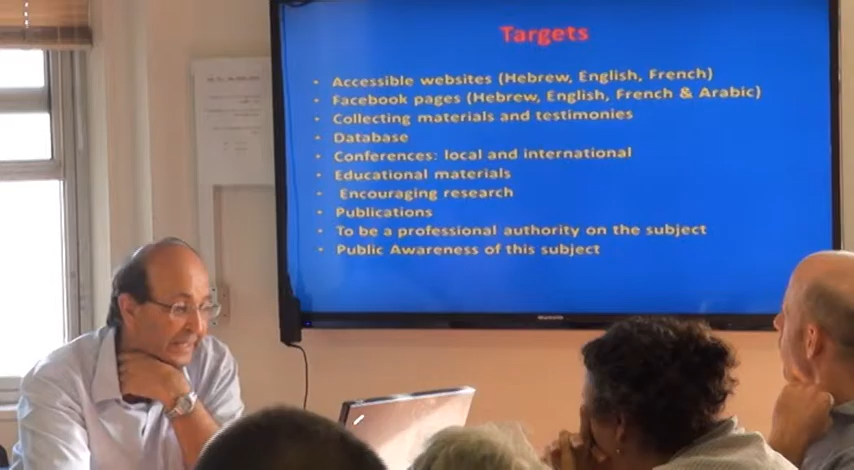 Targets
Accessible websites (Hebrew, English, French)
Facebook pages (Hebrew, English, French & Arabic)
Collecting materials and testimonies
Database
Conferences: local and international
Educational materials
Encouraging research
Publications
To be a professional authority on the subject
Public Awareness of this subject